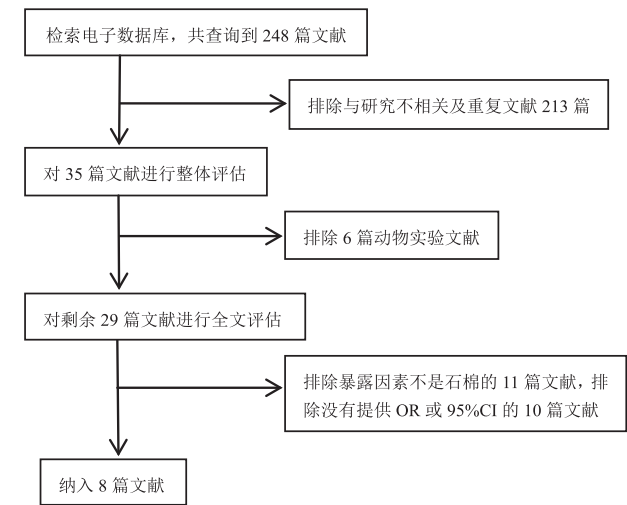 检索电子数据库，共查询到 248 篇文献
排除与研究不相关及重复文献 213 篇
对 35 篇文献进行整体评估
排除 6 篇动物实验文献
对剩余 29 篇文献进行全文评估
排除暴露因素不是石棉的 11 篇文献，排
除没有提供 OR 或 95%CI 的 10 篇文献
纳入 8 篇文献